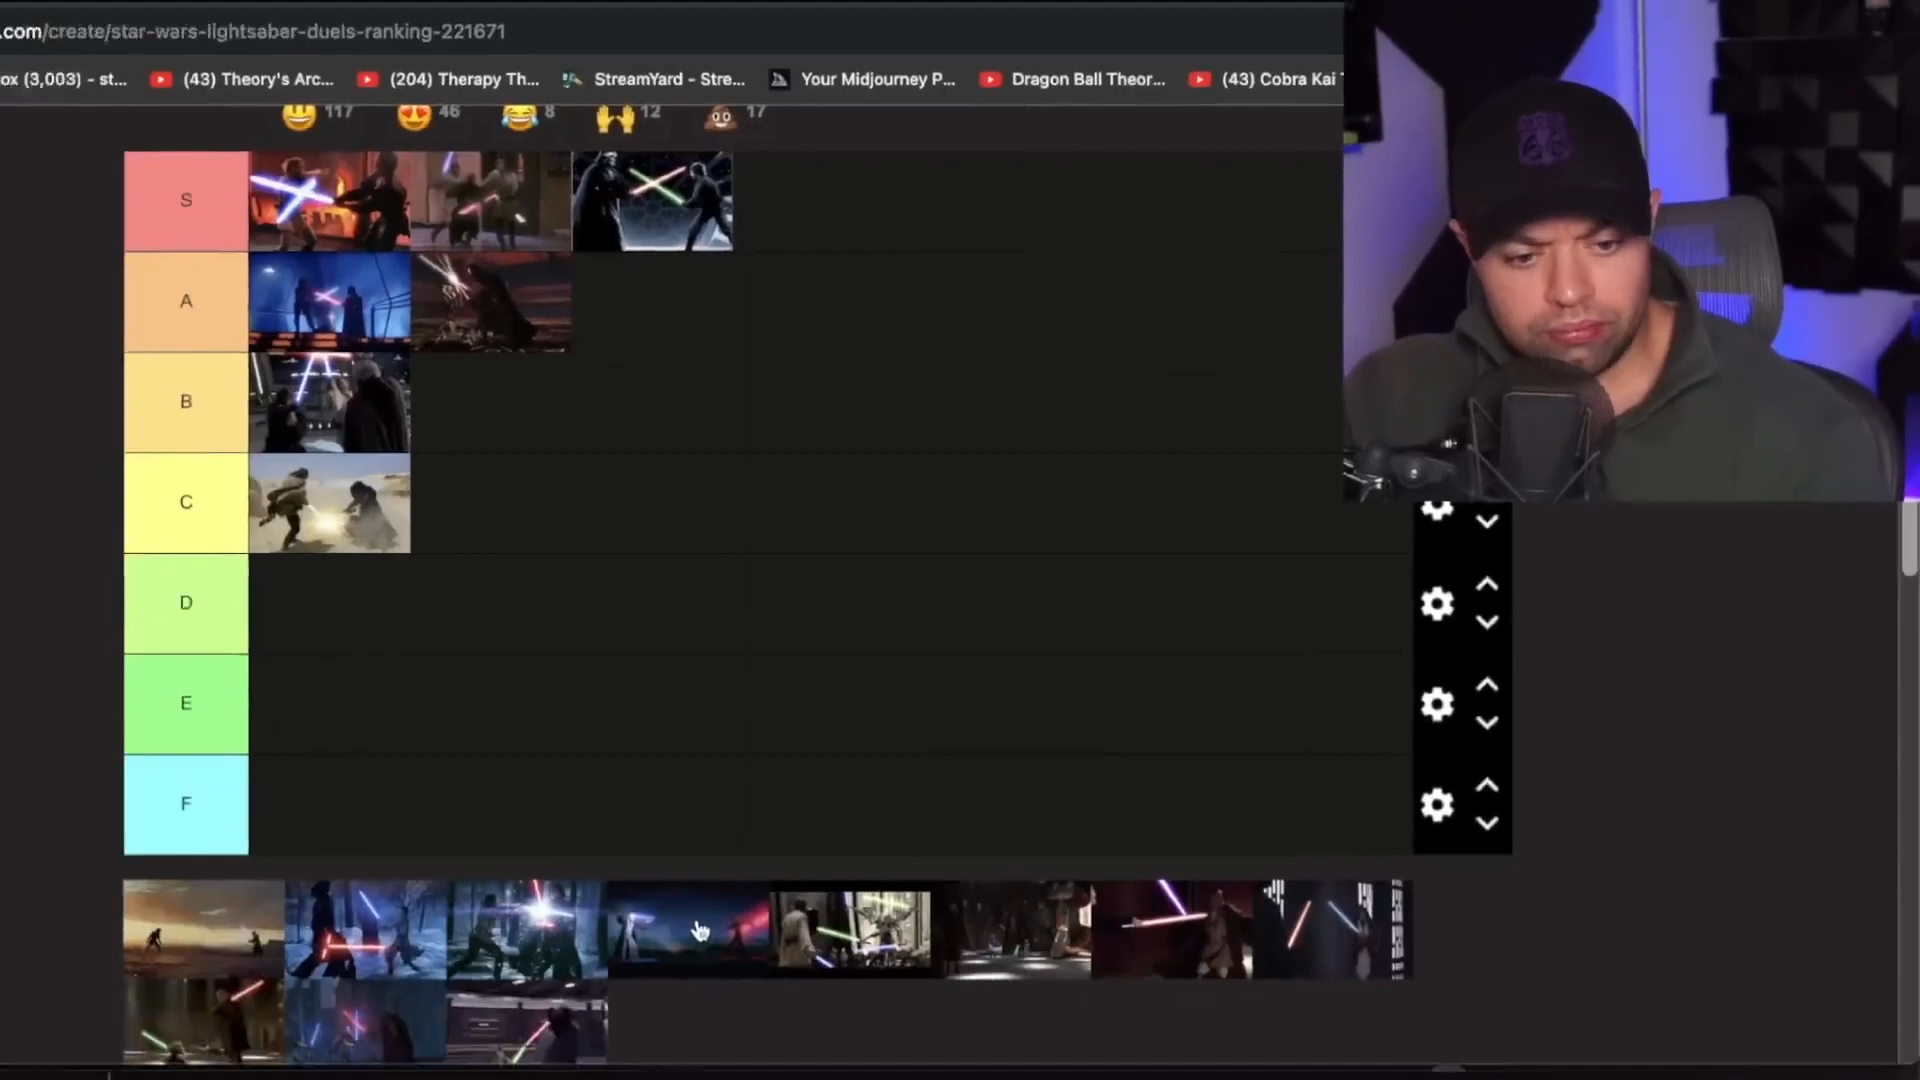 .com/create/star-wars-lightsaber-duels-ranking-221671
ox (3,003) - st... (43) Theory's Arc... (204) Therapy Th... StreamYard - Stre... Your Midjourney P... Dragon Ball Theor... (43) Cobra Kai
117 46 8 12 17
S
A
B
C
D
E
F